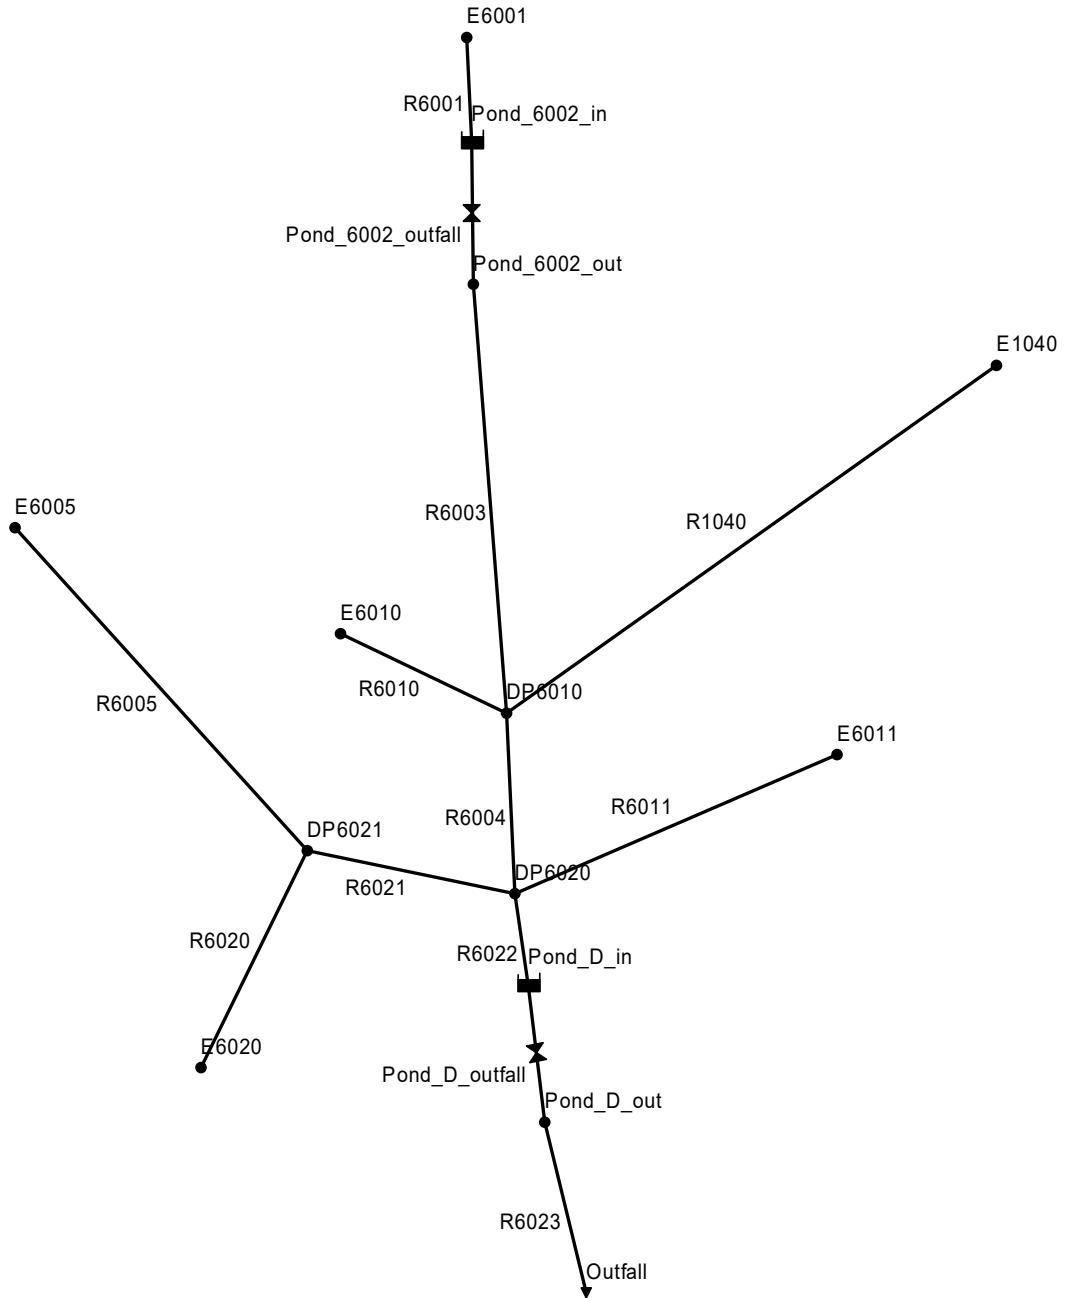 E6001
R6001
Pond_6002_in
Pond_6002_outfall
Pond_6002_out
E1040
E6005
R6003
R1040
E6010
R6010
DP6010
R6005
E6011
R6011
R6004
DP6021
DP6020
R6021
R6020
R6022
Pond_D_in
E6020
Pond_D_outfall
Pond_D_out
R6023
Outfall